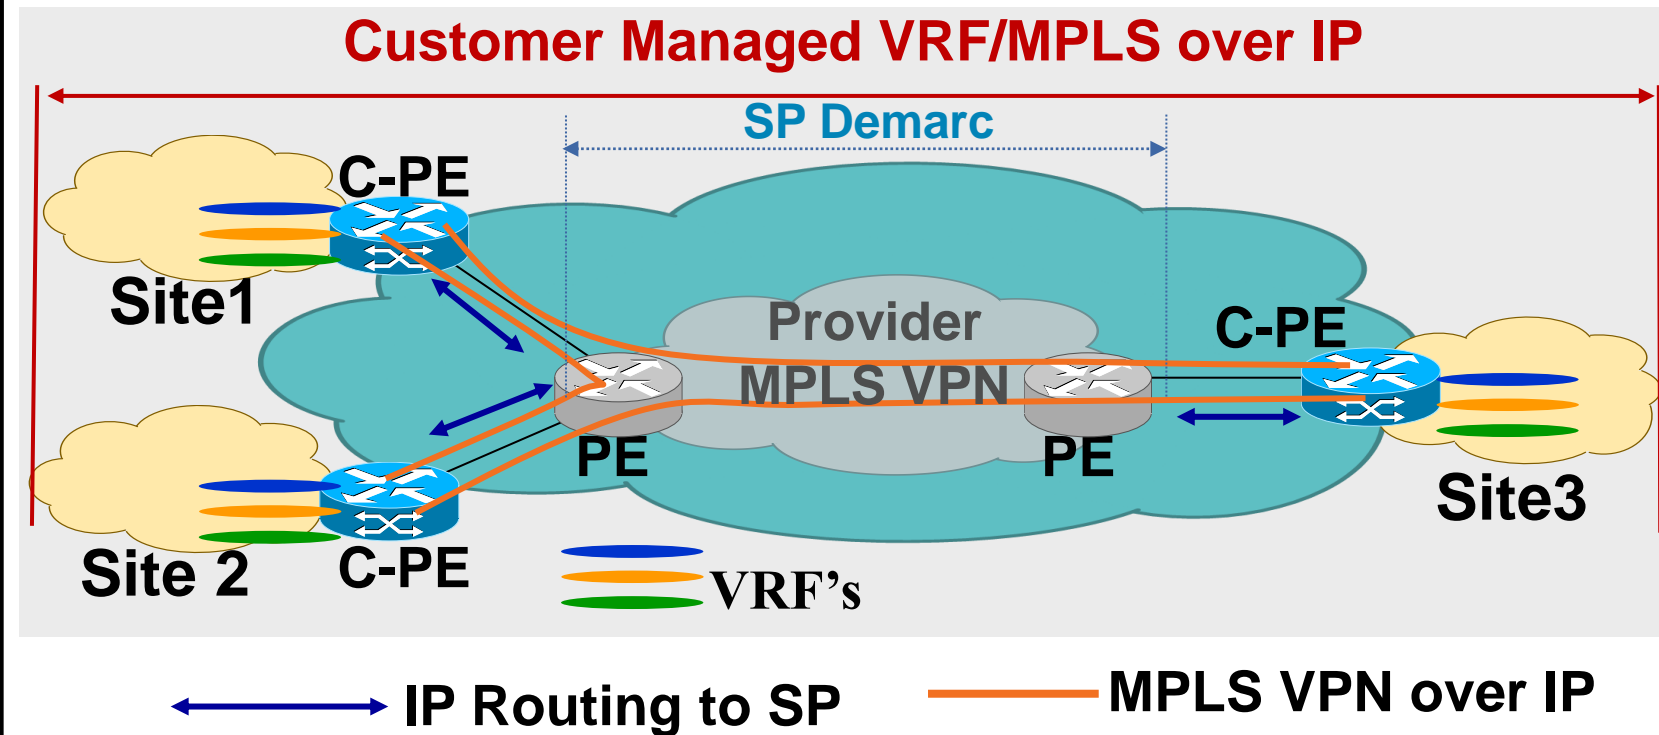 Customer Managed VRF/MPLS over IP
SP Demarc
C-PE
Site1
Provider
MPLS VPN
C-PE
PE
PE
Site3
Site 2
C-PE
VRF’s
IP Routing to SP
MPLS VPN over IP